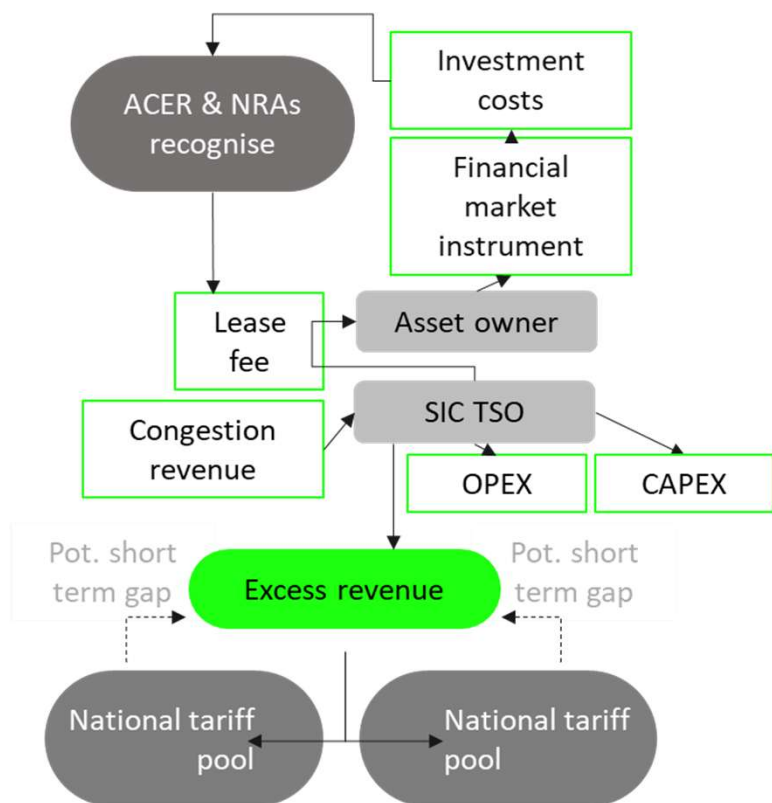 Investment
costs
ACER & NRAs
recognise
Financial
market
instrument
Lease
fee
Asset owner
SIC TSO
Congestion
revenue
OPEX
CAPEX
Pot. short
term gap
Pot. short
term gap
Excess revenue
National tariff
pool
National tariff
pool